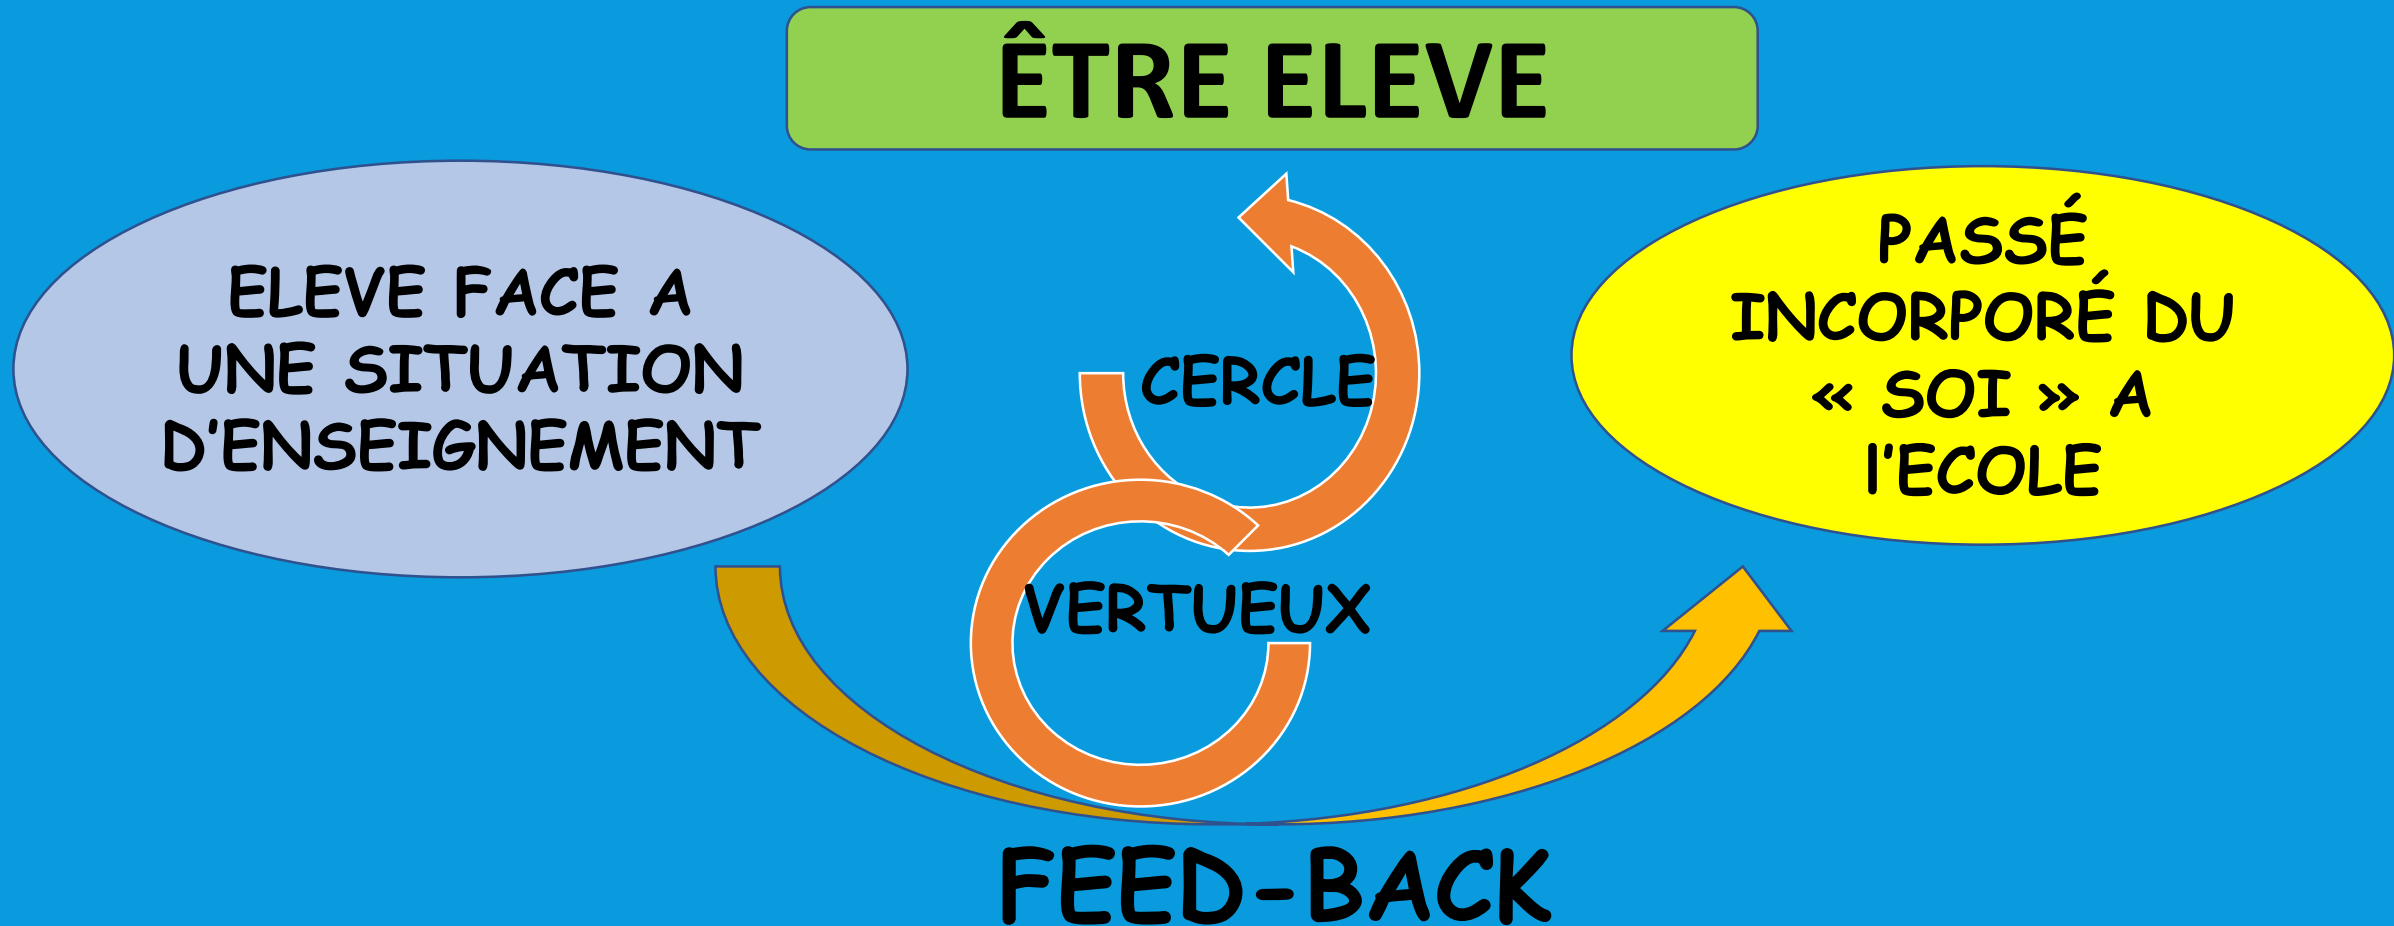 ÊTRE ELEVE
ELEVE FACE A
UNE SITUATION
D'ENSEIGNEMENT
CERCLE
VERTUEUX
PASSÉ
INCORPORÉ DU
« SOI » A
l'ECOLE
FEED-BACK